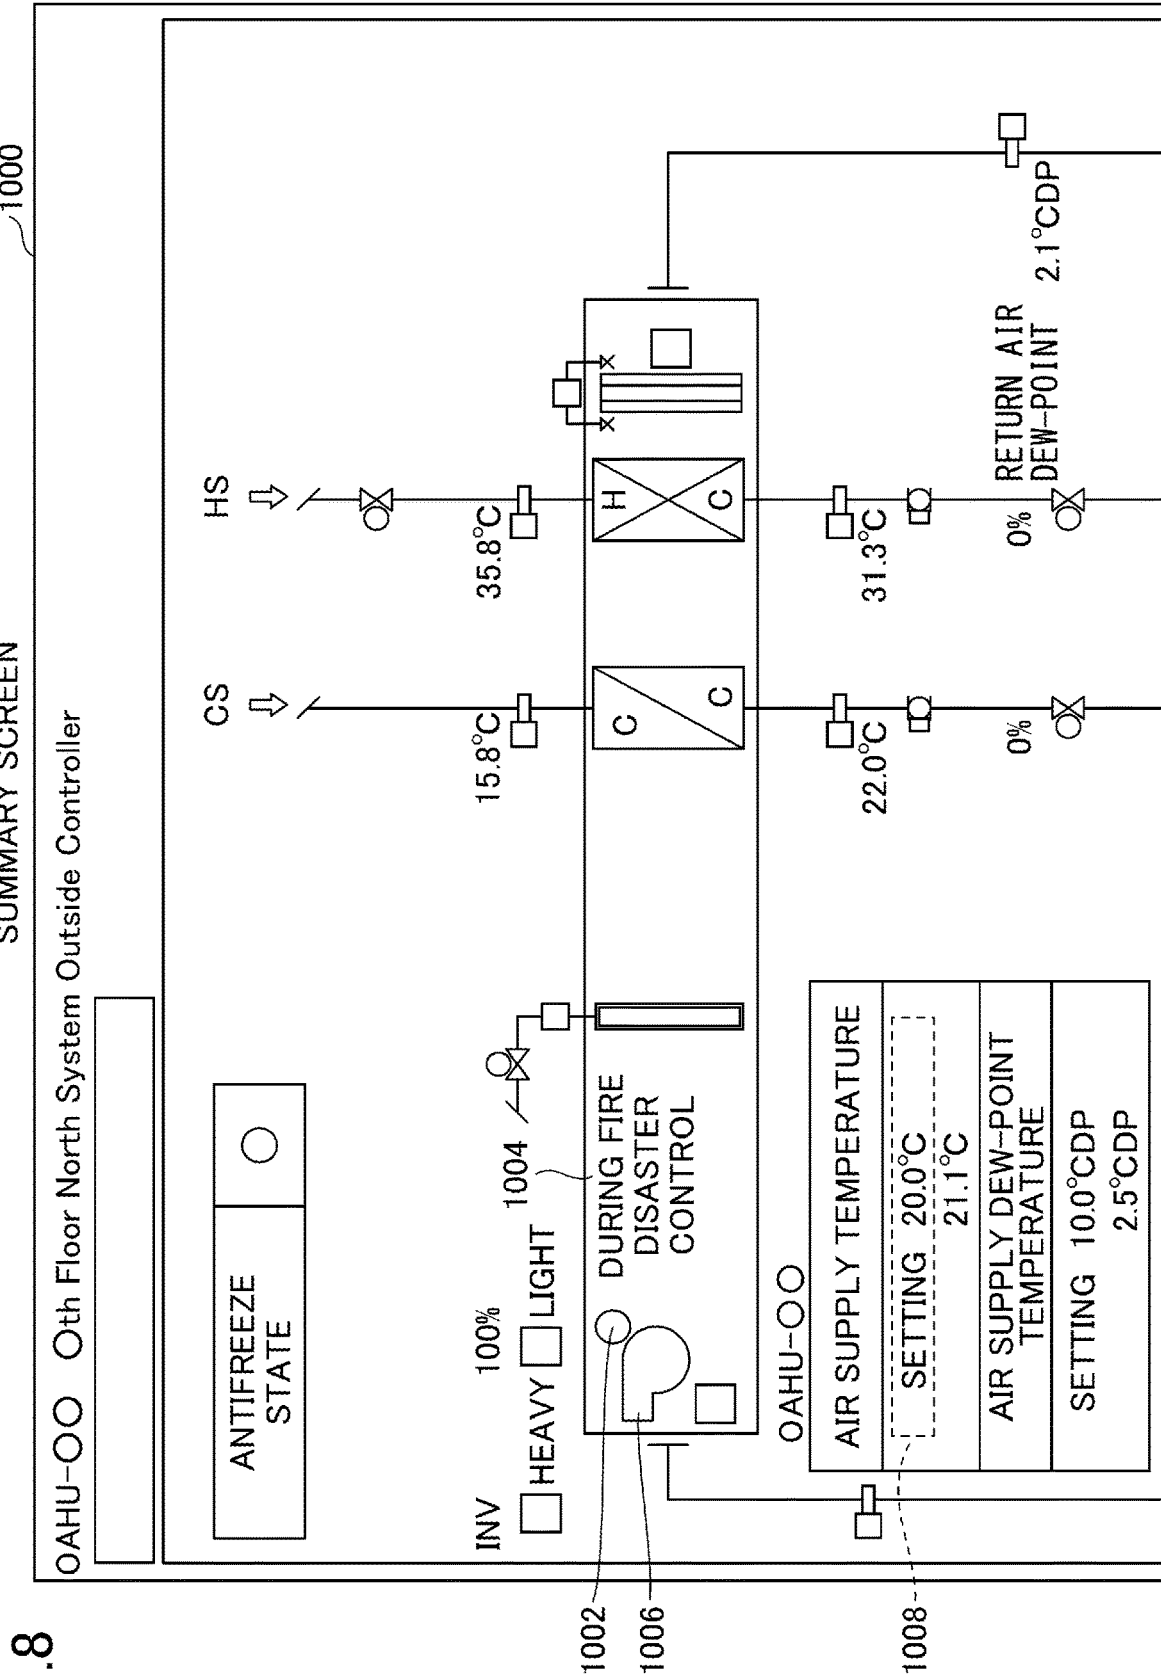 .8
SUMMARY SCREEN
1000
OAHU-○○ ○th Floor North System Outside Controller
ANTIFREEZE
STATE
CS
HS
INV
100%
HEAVY
LIGHT
1004
15.8°C
35.8°C
1002
1006
DURING FIRE
DISASTER
CONTROL
C
C
H
C
OAHU-○○
AIR SUPPLY TEMPERATURE
SETTING 20.0°C
21.1°C
AIR SUPPLY DEW-POINT
TEMPERATURE
SETTING 10.0°CDP
2.5°CDP
1008
22.0°C
31.3°C
0%
0%
RETURN AIR
DEW-POINT
2.1°CDP